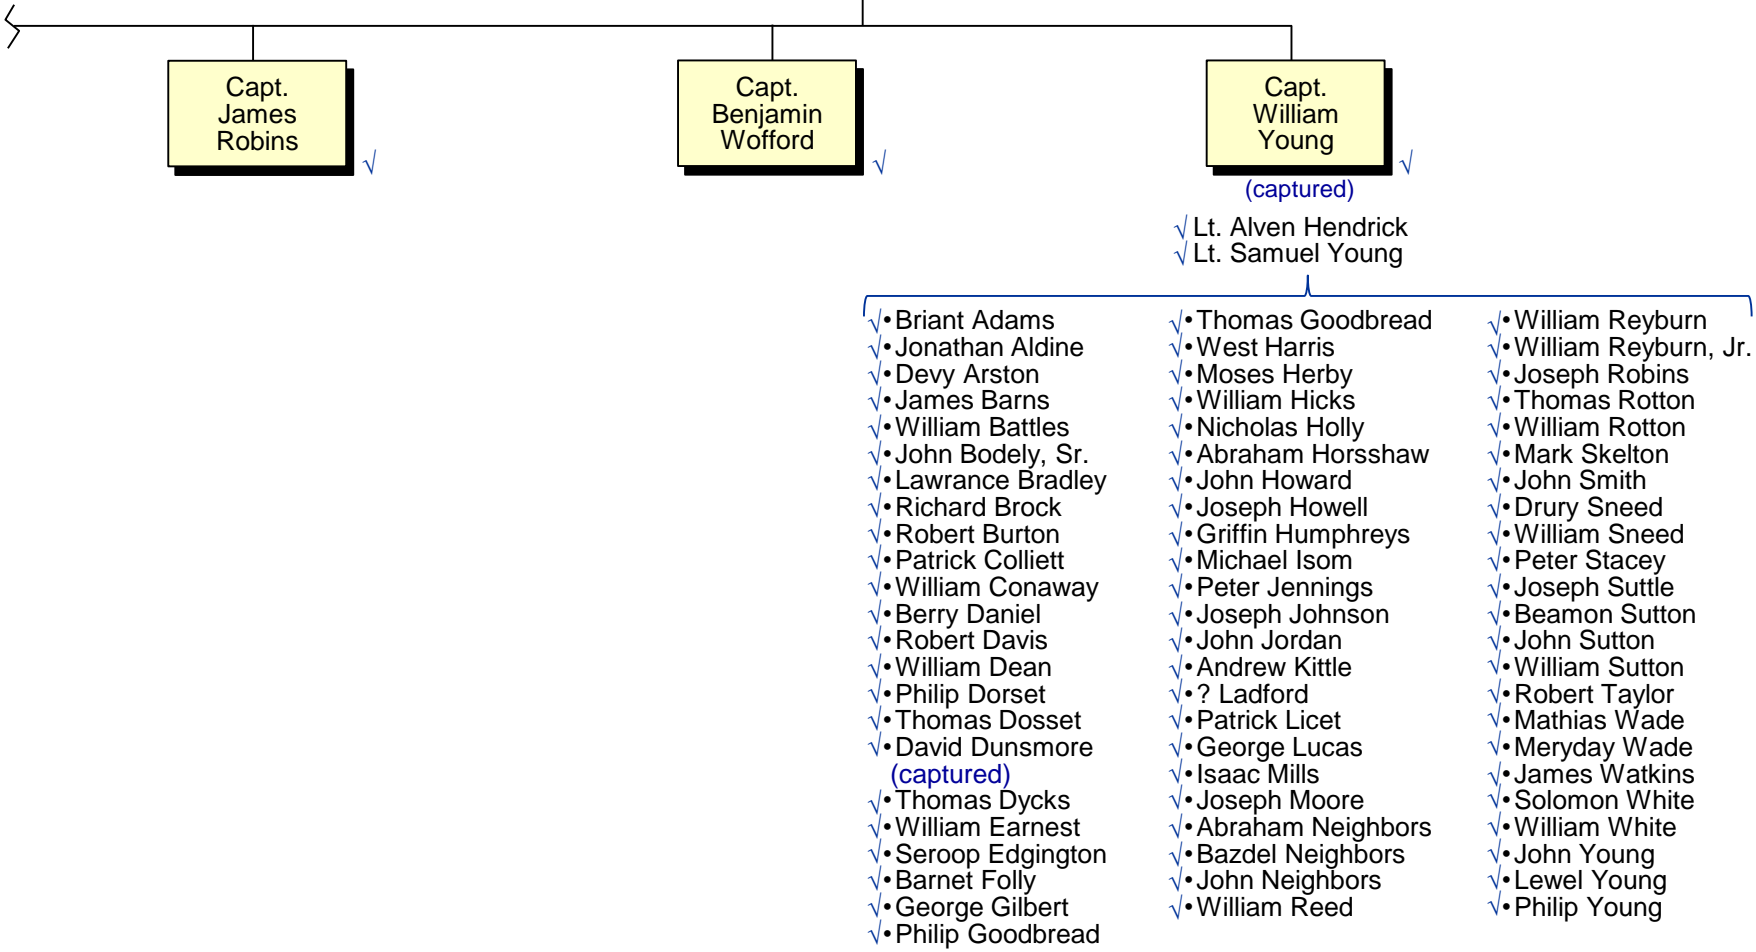 Capt.
James
Robins
√
Capt.
Benjamin
Wofford
√
Capt.
William
Young
√
(captured)
√ Lt. Alven Hendrick
√ Lt. Samuel Young
√•Briant Adams
√•Jonathan Aldine
√•Devy Arston
√•James Barns
√•William Battles
√•John Bodely, Sr.
√•Lawrance Bradley
√•Richard Brock
√•Robert Burton
√•Patrick Colliett
√•William Conaway
√•Berry Daniel
√•Robert Davis
√•William Dean
√•Philip Dorset
√•Thomas Dosset
√•David Dunsmore
(captured)
√•Thomas Dycks
√•William Earnest
√•Seroop Edgington
√•Barnet Folly
√•George Gilbert
√•Philip Goodbread
√•Thomas Goodbread
√•West Harris
√•Moses Herby
√•William Hicks
√•Nicholas Holly
√•Abraham Horsshaw
√•John Howard
√•Joseph Howell
√•Griffin Humphreys
√•Michael Isom
√•Peter Jennings
√•Joseph Johnson
√•John Jordan
√•Andrew Kittle
√•? Ladford
√•Patrick Licet
√•George Lucas
√•Isaac Mills
√•Joseph Moore
√•Abraham Neighbors
√•Bazdel Neighbors
√•John Neighbors
√•William Reed
√•William Reyburn
√•William Reyburn, Jr.
√•Joseph Robins
√•Thomas Rotton
√•William Rotton
√•Mark Skelton
√•John Smith
√•Drury Sneed
√•William Sneed
√•Peter Stacey
√•Joseph Suttle
√•Beamon Sutton
√•John Sutton
√•William Sutton
√•Robert Taylor
√•Mathias Wade
√•Meryday Wade
√•James Watkins
√•Solomon White
√•William White
√•John Young
√•Lewel Young
√•Philip Young